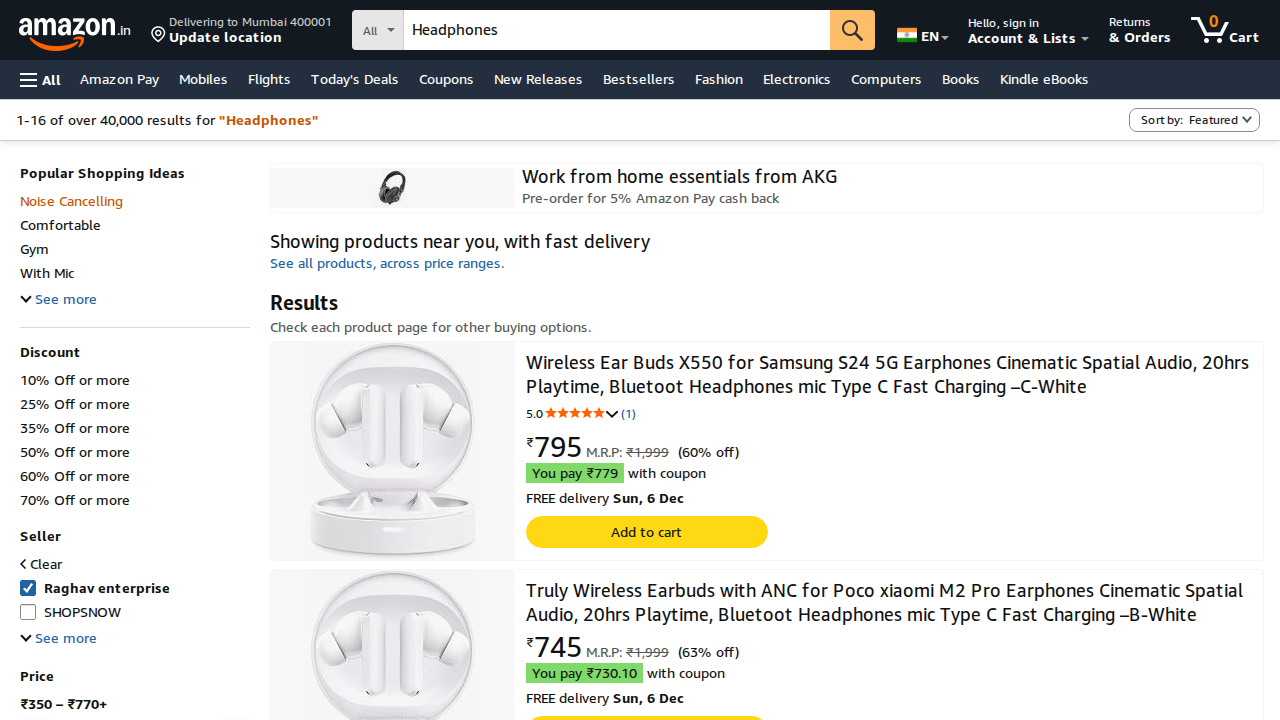 amazon.in
Delivering to Mumbai 400001
Update location
All
Headphones
EN
Hello, sign in
Account & Lists
Returns
& Orders
0
Cart
All
Amazon Pay
Mobiles
Flights
Today's Deals
Coupons
New Releases
Bestsellers
Fashion
Electronics
Computers
Books
Kindle eBooks
1-16 of over 40,000 results for "Headphones"
Sort by: Featured
Popular Shopping Ideas
Noise Cancelling
Comfortable
Gym
With Mic
See more
Discount
10% Off or more
25% Off or more
35% Off or more
50% Off or more
60% Off or more
70% Off or more
Seller
Clear
Raghav enterprise
SHOPSNOW
See more
Price
₹350 – ₹770+
Work from home essentials from AKG
Pre-order for 5% Amazon Pay cash back
Showing products near you, with fast delivery
See all products, across price ranges.
Results
Check each product page for other buying options.
Wireless Ear Buds X550 for Samsung S24 5G Earphones Cinematic Spatial Audio, 20hrs
Playtime, Bluetoot Headphones mic Type C Fast Charging –C-White
5.0 (1)
₹795 M.R.P: ₹1,999 (60% off)
You pay ₹779 with coupon
FREE delivery Sun, 6 Dec
Add to cart
Truly Wireless Earbuds with ANC for Poco xiaomi M2 Pro Earphones Cinematic Spatial
Audio, 20hrs Playtime, Bluetoot Headphones mic Type C Fast Charging –B-White
₹745 M.R.P: ₹1,999 (63% off)
You pay ₹730.10 with coupon
FREE delivery Sun, 6 Dec